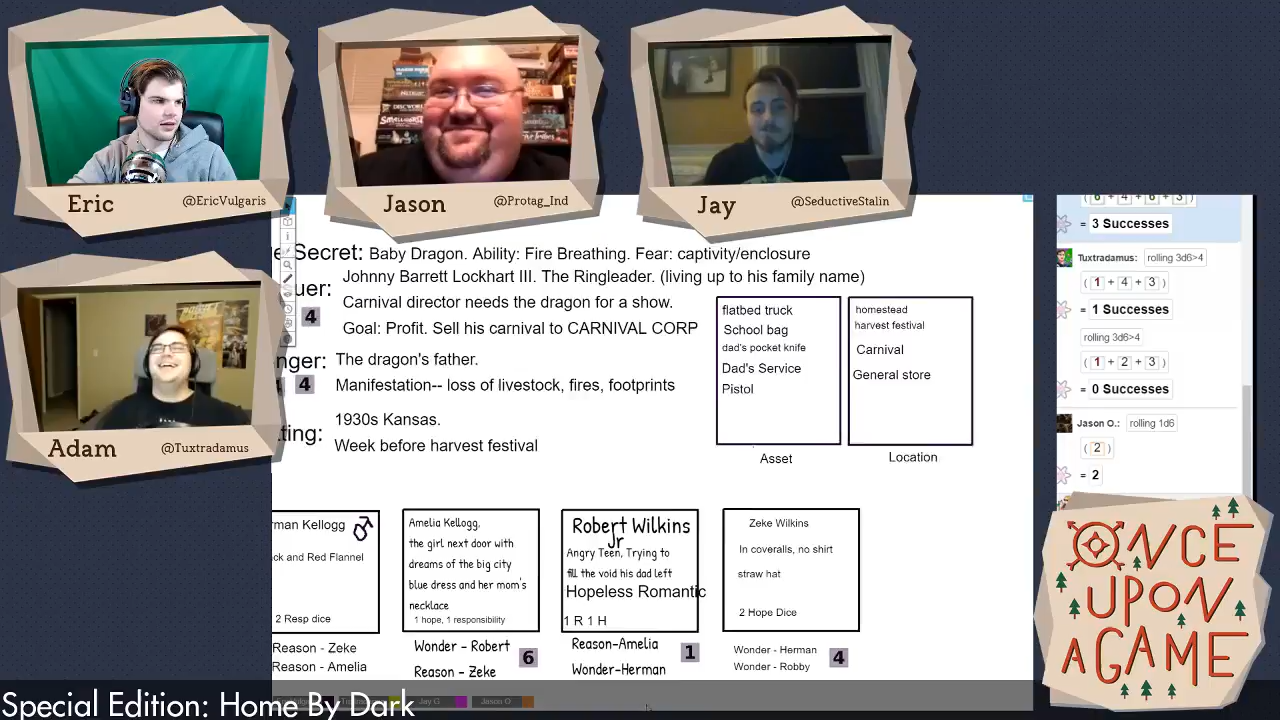 Eric @EricVulgaris
Jason @Protag_Ind
Jay @SeductiveStalin
Adam @Tuxtradamus
e Secret: Baby Dragon. Ability: Fire Breathing. Fear: captivity/enclosure
uer: Johnny Barrett Lockhart III. The Ringleader. (living up to his family name)
4 Carnival director needs the dragon for a show.
Goal: Profit. Sell his carnival to CARNIVAL CORP
nger: The dragon's father.
4 Manifestation-- loss of livestock, fires, footprints
1930s Kansas.
ting: Week before harvest festival
flatbed truck
School bag
dad's pocket knife
Dad's Service
Pistol
Asset
homestead
harvest festival
Carnival
General store
Location
rman Kellogg
ck and Red Flannel
2 Resp dice
Reason - Zeke
Reason - Amelia
Amelia Kellogg,
the girl next door with
dreams of the big city
blue dress and her mom's
necklace
1 hope, 1 responsibility
Wonder - Robert
Reason - Zeke
6
Robert Wilkins
Jr
Angry Teen, Trying to
fill the void his dad left
Hopeless Romantic
1 R 1 H
Reason-Amelia
Wonder-Herman
1
Zeke Wilkins
In coveralls, no shirt
straw hat
2 Hope Dice
Wonder - Herman
Wonder - Robby
4
( 6 + 4 + 6 + 3 )
= 3 Successes
Tuxtradamus: rolling 3d6>4
( 1 + 4 + 3 )
= 1 Successes
rolling 3d6>4
( 1 + 2 + 3 )
= 0 Successes
Jason O.: rolling 1d6
( 2 )
= 2
ONCE
UPON
A GAME
Jay G
Jason O
Special Edition: Home By Dark